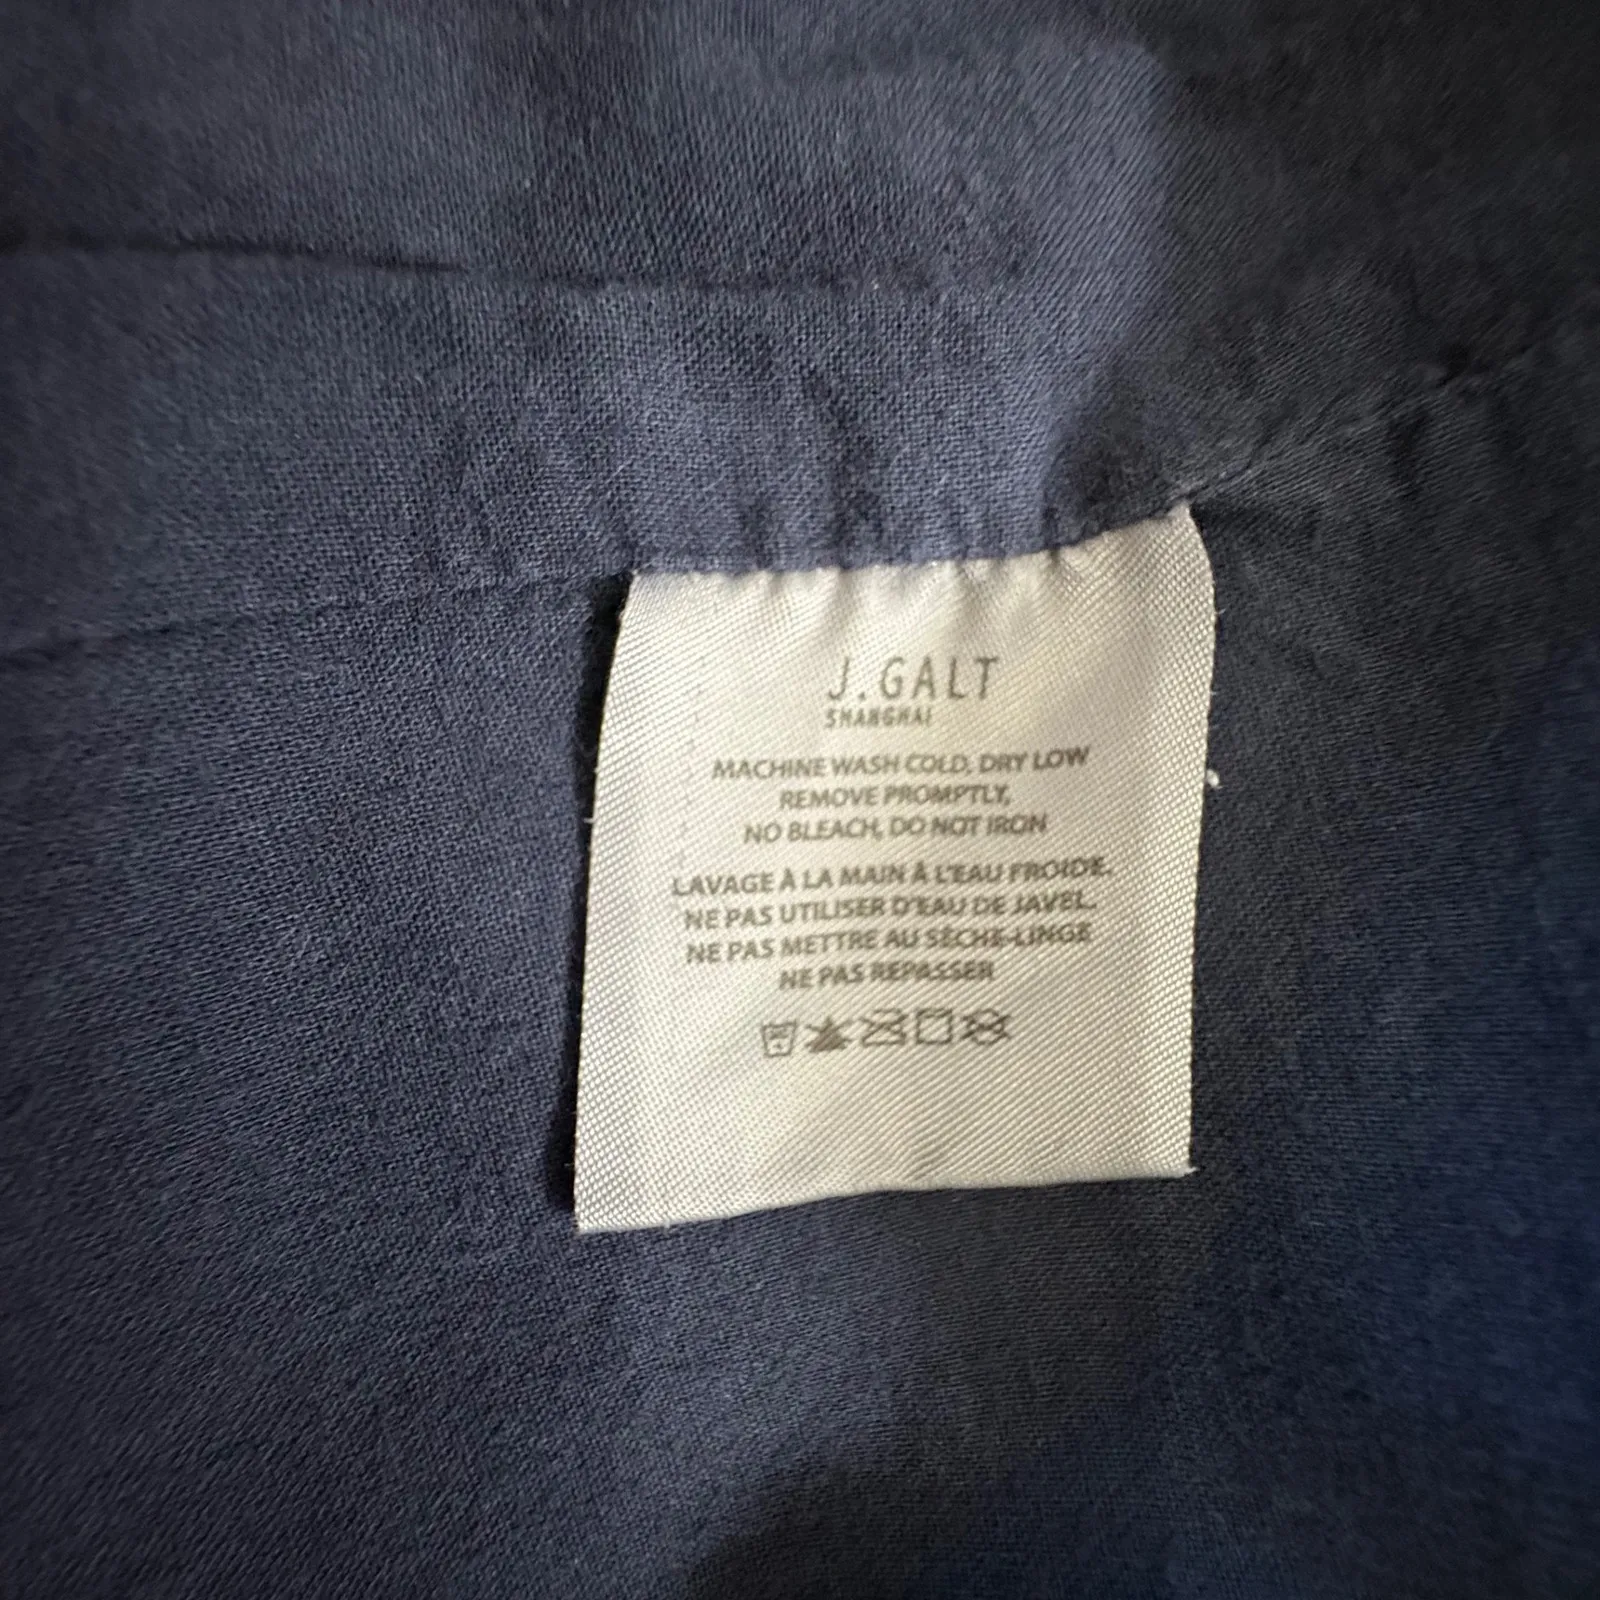 J.GALT
SHANGHAI
MACHINE WASH COLD, DRY LOW
REMOVE PROMPTLY,
NO BLEACH, DO NOT IRON
LAVAGE À LA MAIN À L'EAU FROIDE.
NE PAS UTILISER D'EAU DE JAVEL.
NE PAS METTRE AU SÈCHE-LINGE
NE PAS REPASSER